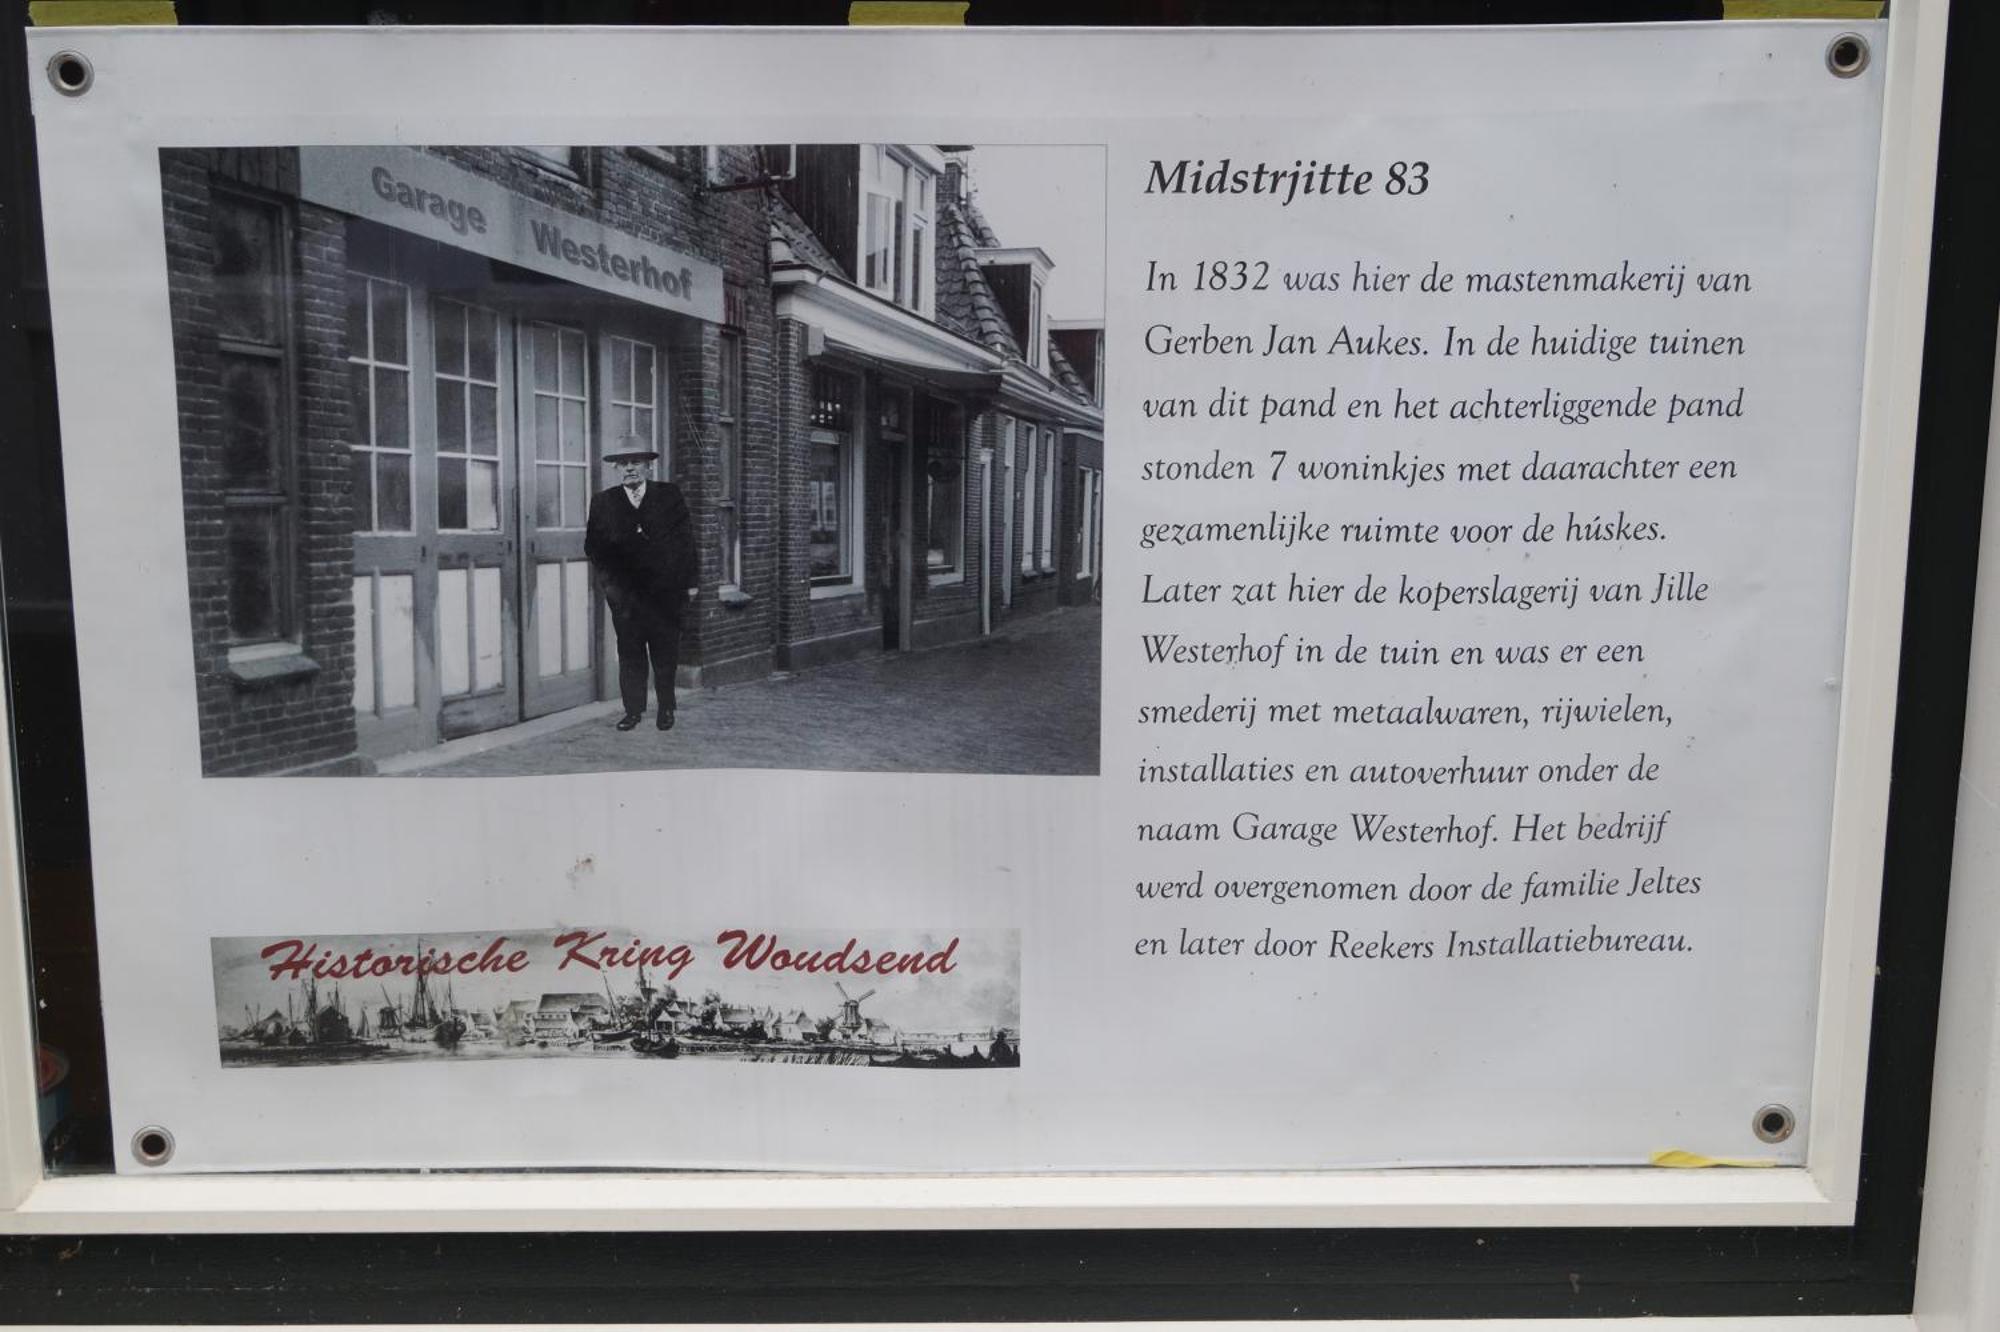 Garage Westerhof
Midstrjitte 83
In 1832 was hier de mastenmakerij van
Gerben Jan Aukes. In de huidige tuinen
van dit pand en het achterliggende pand
stonden 7 woninkjes met daarachter een
gezamenlijke ruimte voor de húskes.
Later zat hier de koperslagerij van Jille
Westerhof in de tuin en was er een
smederij met metaalwaren, rijwielen,
installaties en autoverhuur onder de
naam Garage Westerhof. Het bedrijf
werd overgenomen door de familie Jeltes
en later door Reekers Installatiebureau.
Historische Kring Woudsend